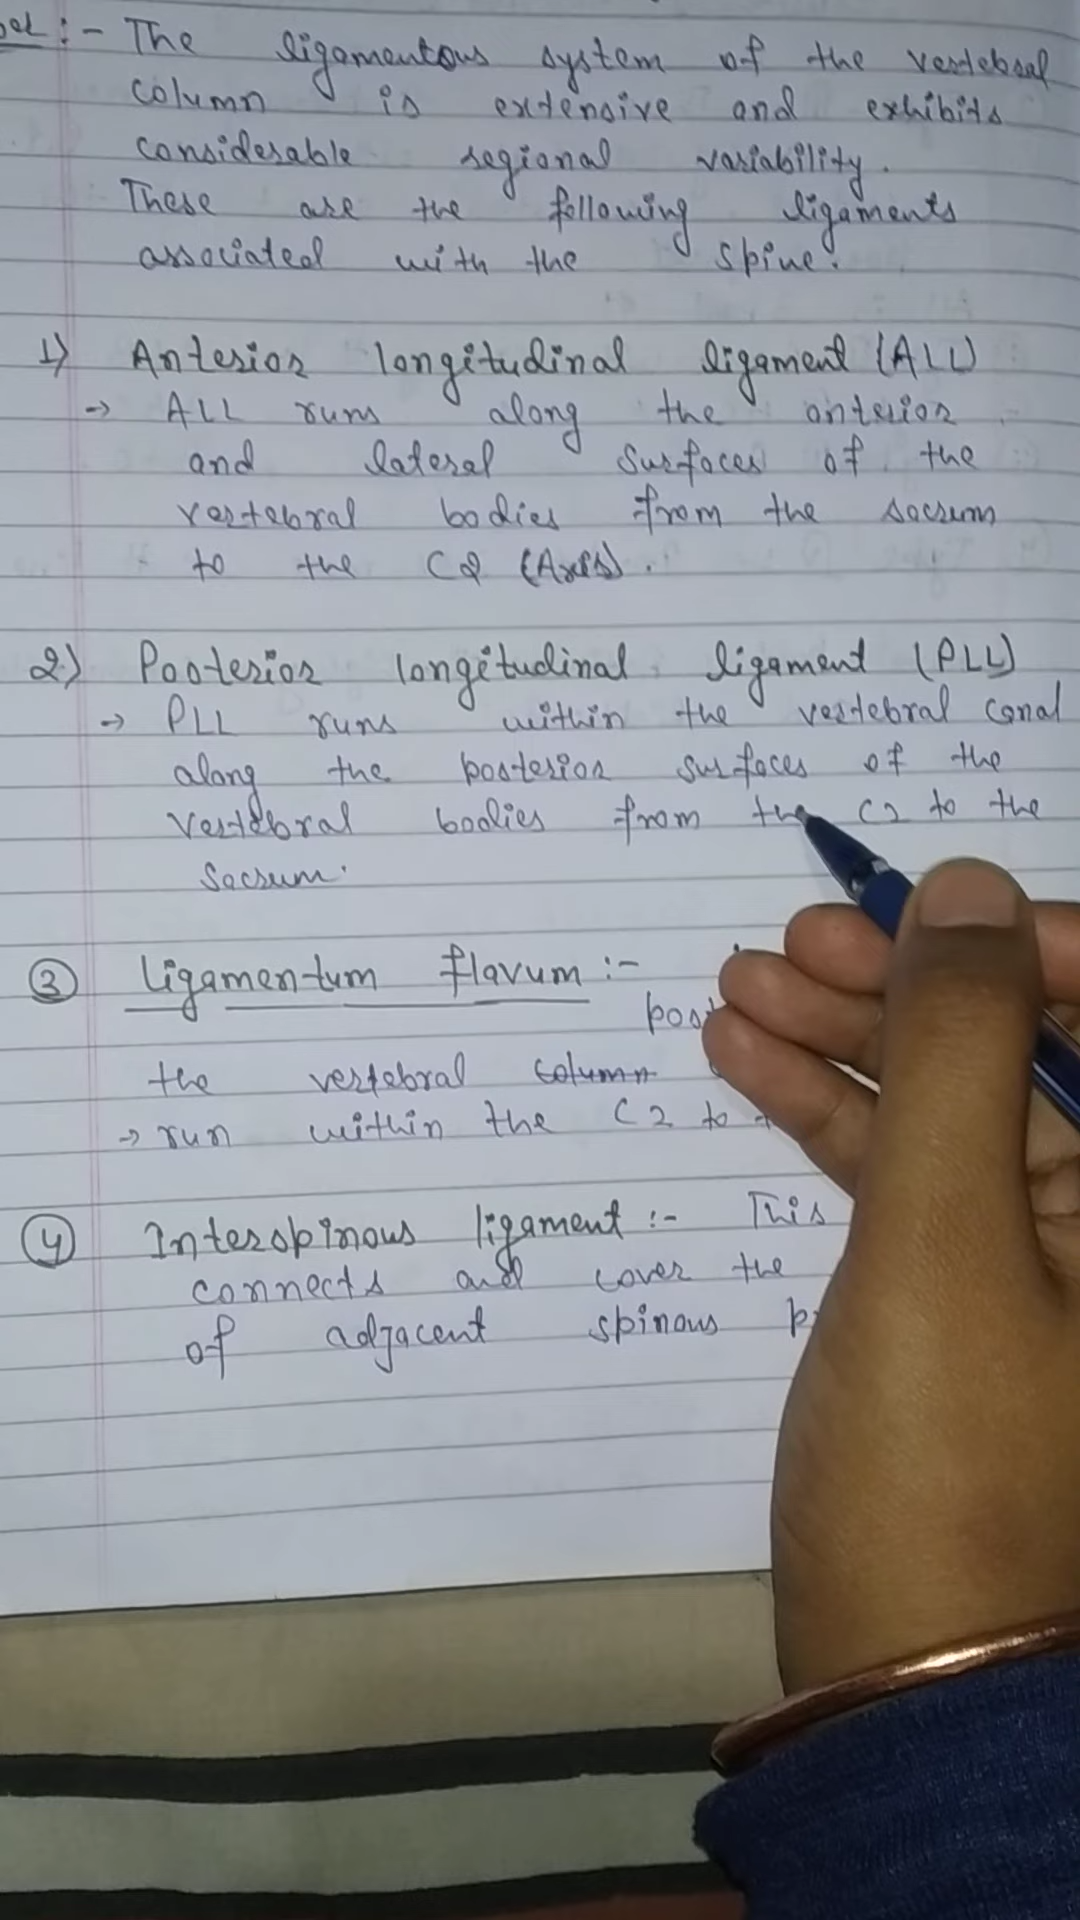 :- The ligamentous system of the vertebral
column is extensive and exhibits
considerable regional variability.
These are the following ligaments
associated with the spine.
1) Anterior longitudinal ligament (ALL)
→ ALL runs along the anterior
and lateral surfaces of the
vertebral bodies from the sacrum
to the C2 (Axis).
2) Posterior longitudinal ligament (PLL)
→ PLL runs within the vertebral canal
along the posterior surfaces of the
vertebral bodies from the C2 to the
Sacrum.
③ Ligamentum flavum :-
post
the vertebral column
→ run within the C2 to
④ Interspinous ligament :- This
connects and cover the
of adjacent spinous